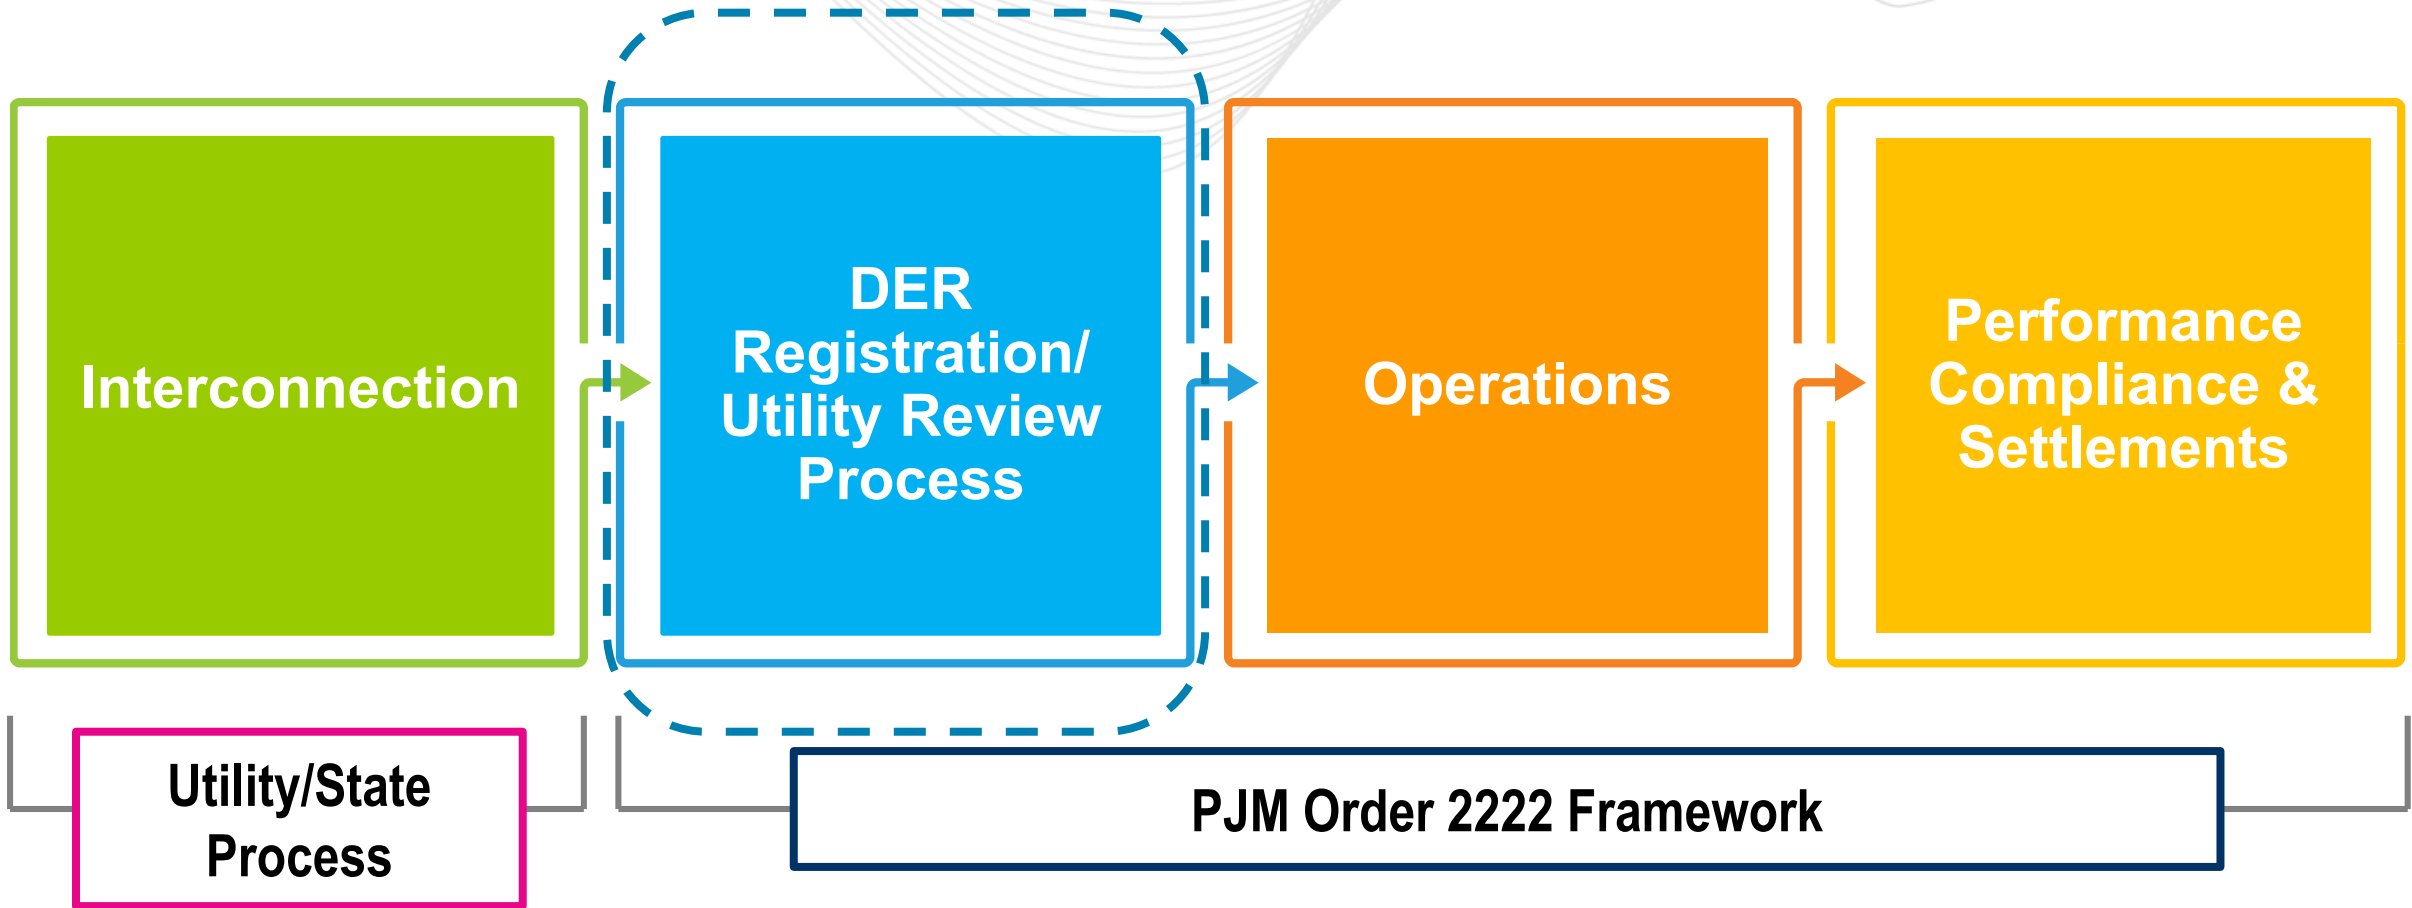 Interconnection
DER
Registration/
Utility Review
Process
Operations
Performance
Compliance &
Settlements
Utility/State
Process
PJM Order 2222 Framework